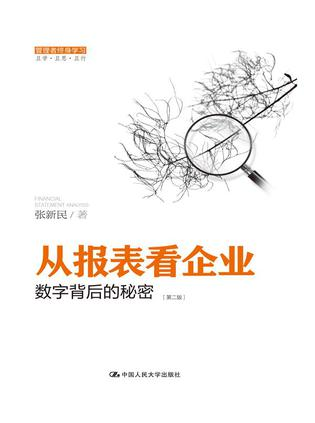 管理者终身学习
且学·且思·且行
FINANCIAL
STATEMENT ANALYSIS
张新民/著
从报表看企业
数字背后的秘密 [第二版]
中国人民大学出版社